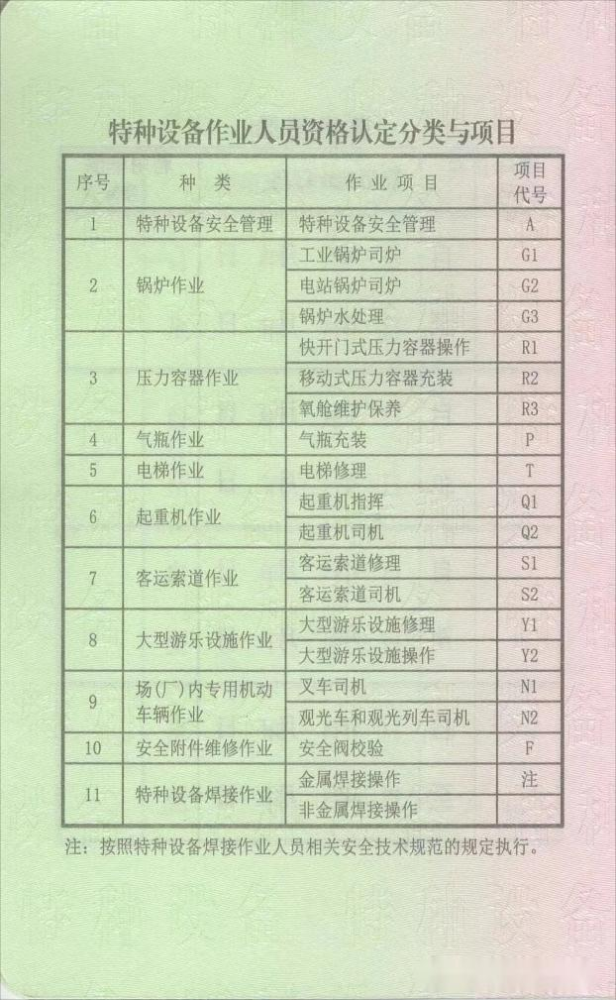 特种设备作业人员资格认定分类与项目
序号 种类 作业项目 项目代号
1 特种设备安全管理 特种设备安全管理 A
2 锅炉作业 工业锅炉司炉 G1
电站锅炉司炉 G2
锅炉水处理 G3
3 压力容器作业 快开门式压力容器操作 R1
移动式压力容器充装 R2
氧舱维护保养 R3
4 气瓶作业 气瓶充装 P
5 电梯作业 电梯修理 T
6 起重机作业 起重机指挥 Q1
起重机司机 Q2
7 客运索道作业 客运索道修理 S1
客运索道司机 S2
8 大型游乐设施作业 大型游乐设施修理 Y1
大型游乐设施操作 Y2
9 场(厂)内专用机动车辆作业 叉车司机 N1
观光车和观光列车司机 N2
10 安全附件维修作业 安全阀校验 F
11 特种设备焊接作业 金属焊接操作 注
非金属焊接操作
注：按照特种设备焊接作业人员相关安全技术规范的规定执行。